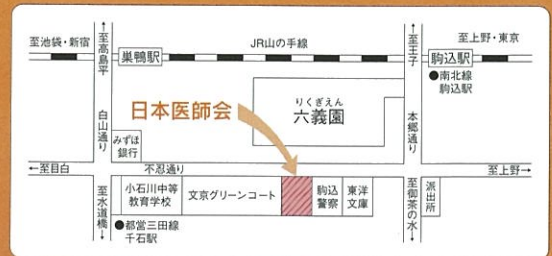 至池袋・新宿
←至高島平
巣鴨駅
JR山の手線
至王子→
至上野・東京
駒込駅
●南北線
駒込駅
日本医師会
りくぎえん
六義園
白山通り
本郷通り
みずほ
銀行
←至目白
不忍通り
至上野→
小石川中等
教育学校
文京グリーンコート
駒込
警察
東洋
文庫
派出所
至水道橋→
至御茶の水→
●都営三田線
千石駅